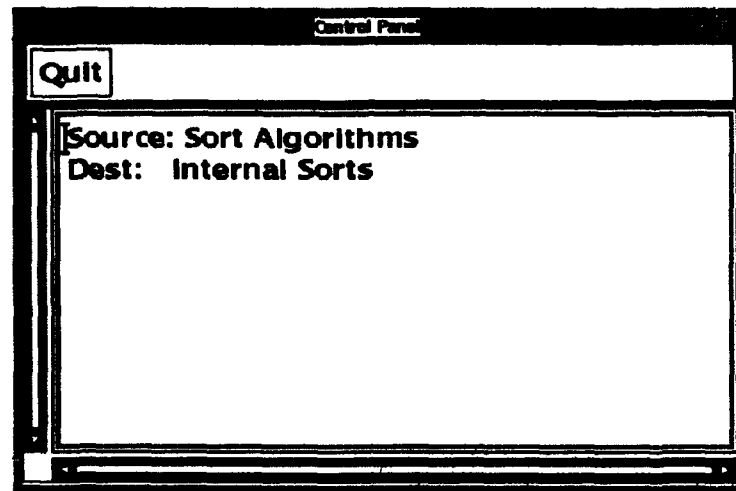 Control Panel
Quit
Source: Sort Algorithms
Dest: Internal Sorts